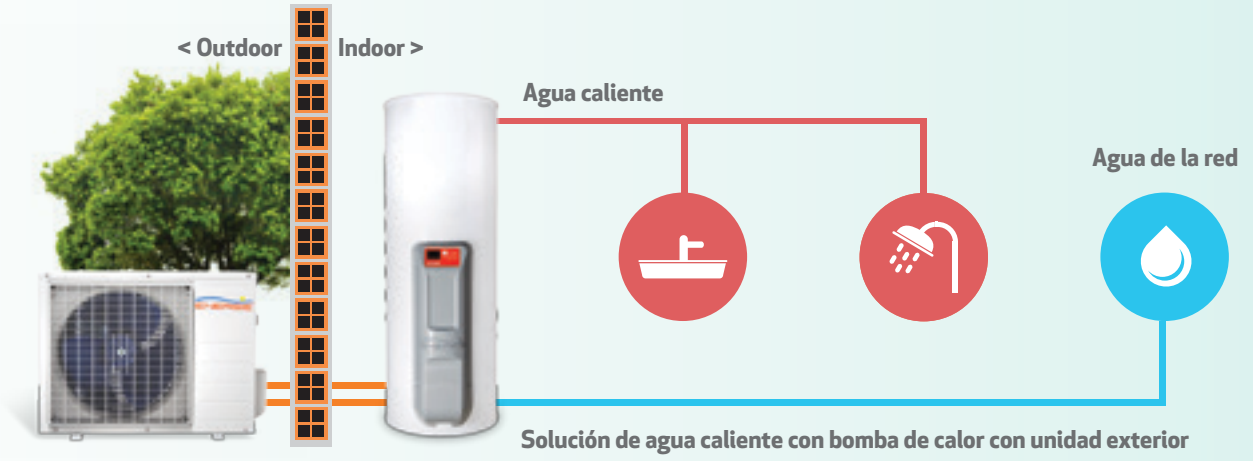 < Outdoor
Indoor >
Agua caliente
Agua de la red
Solución de agua caliente con bomba de calor con unidad exterior